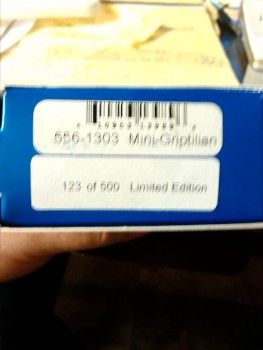 556-1303 Mini-Griptilian
123 of 500 Limited Edition